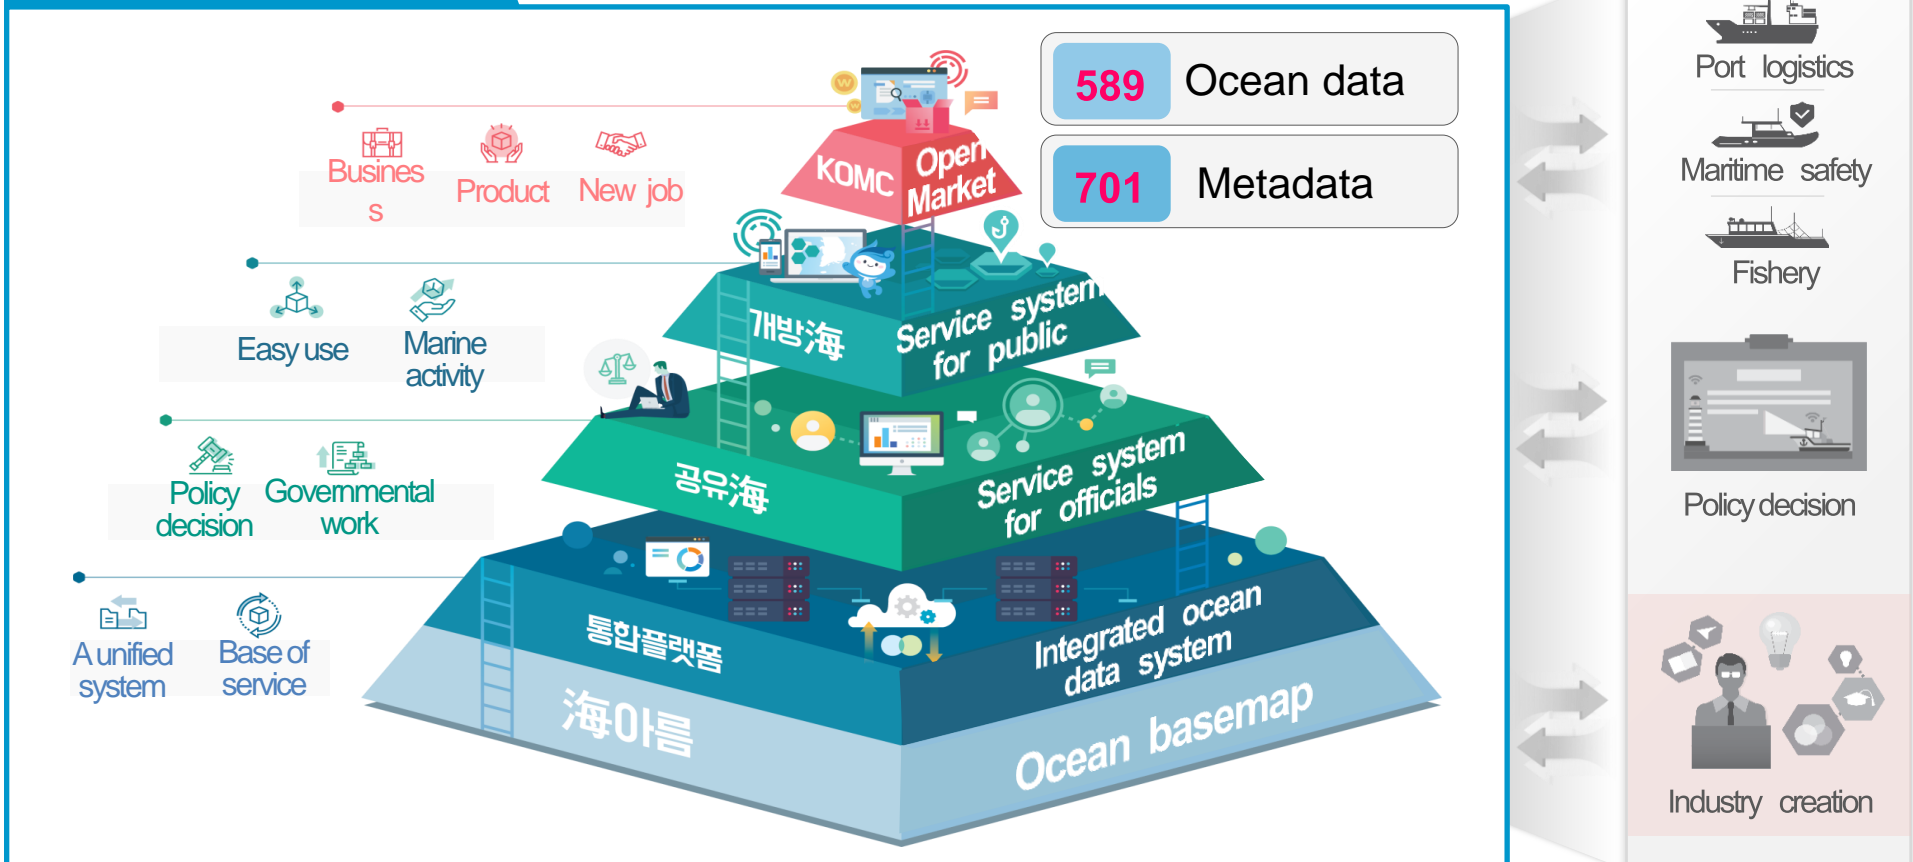 589 Ocean data
701 Metadata
Busines
s
Product
New job
KOMC
Open
Market
Easy use
Marine
activity
개방海
Service system
for public
Policy
decision
Governmental
work
공유海
Service system
for officials
A unified
system
Base of
service
통합플랫폼
Integrated ocean
data system
海아름
Ocean basemap
Port logistics
Maritime safety
Fishery
Policy decision
Industry creation